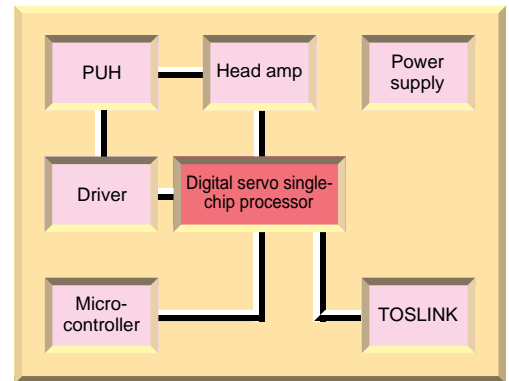 PUH
Head amp
Power
supply
Driver
Digital servo single-
chip processor
Micro-
controller
TOSLINK